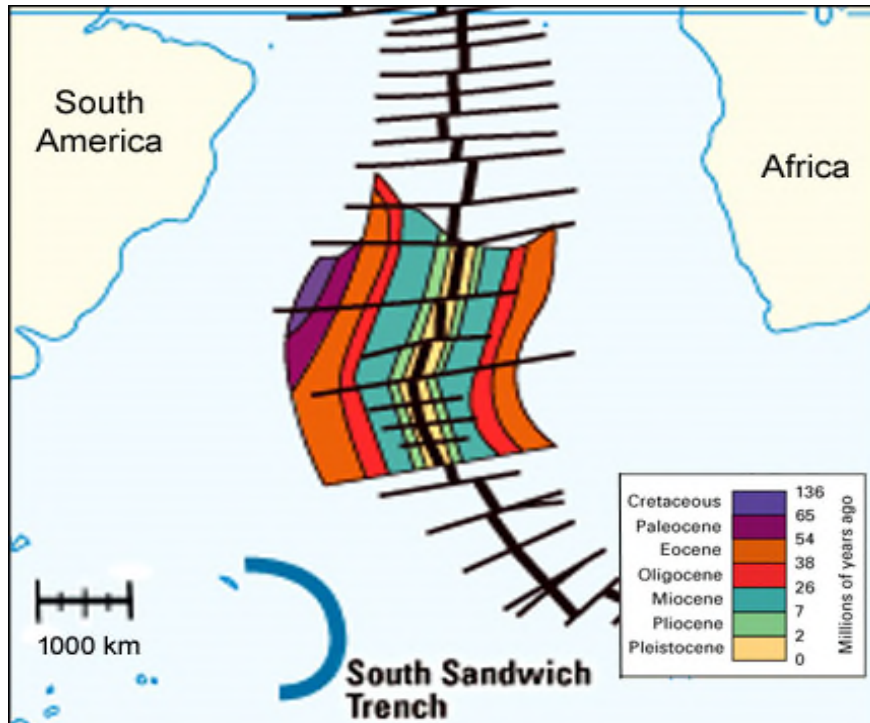 0°
South
America
Africa
Cretaceous
Paleocene
Eocene
Oligocene
Miocene
Pliocene
Pleistocene
136
65
54
38
26
7
2
0
Millions of years ago
1000 km
South Sandwich
Trench